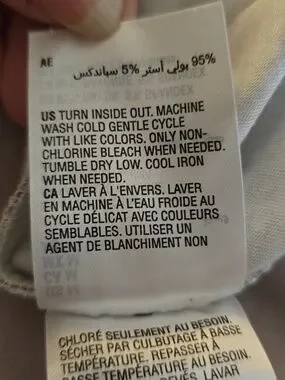 AE
95% بولي أستر 5% سباندكس
US TURN INSIDE OUT. MACHINE
WASH COLD GENTLE CYCLE
WITH LIKE COLORS. ONLY NON-
CHLORINE BLEACH WHEN NEEDED.
TUMBLE DRY LOW. COOL IRON
WHEN NEEDED.
CA LAVER À L'ENVERS. LAVER
EN MACHINE À L'EAU FROIDE AU
CYCLE DÉLICAT AVEC COULEURS
SEMBLABLES. UTILISER UN
AGENT DE BLANCHIMENT NON
CHLORÉ SEULEMENT AU BESOIN.
SÉCHER PAR CULBUTAGE À BASSE
TEMPÉRATURE. REPASSER À
BASSE TEMPÉRATURE AU BESOIN.
LAVAR